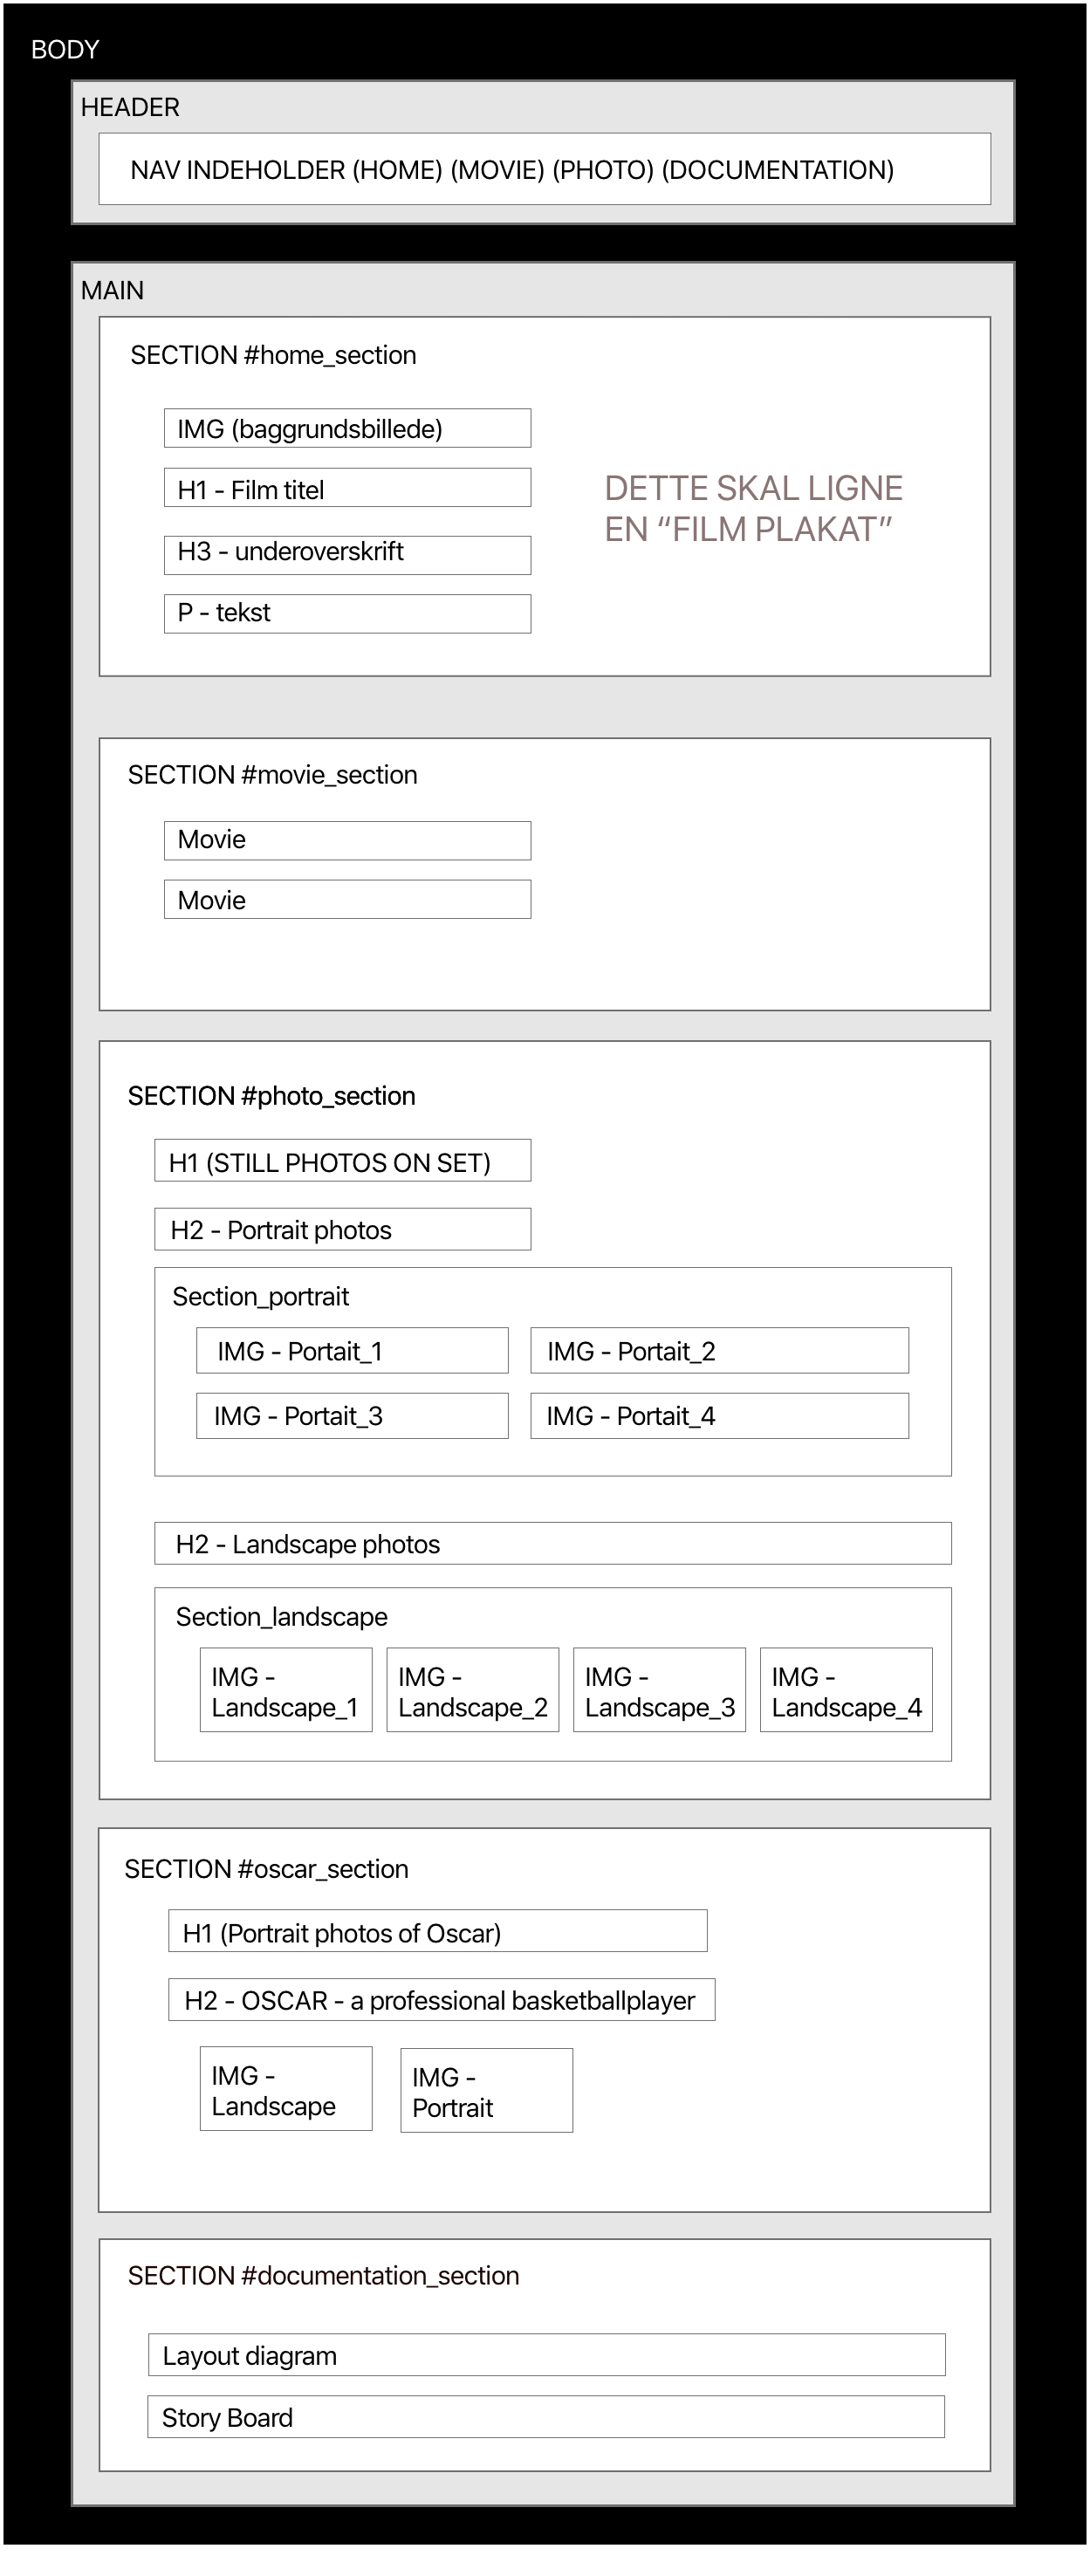 BODY
HEADER
NAV INDEHOLDER (HOME) (MOVIE) (PHOTO) (DOCUMENTATION)
MAIN
SECTION #home_section
IMG (baggrundsbillede)
H1 - Film titel
H3 - underoverskrift
P - tekst
DETTE SKAL LIGNE
EN “FILM PLAKAT”
SECTION #movie_section
Movie
Movie
SECTION #photo_section
H1 (STILL PHOTOS ON SET)
H2 - Portrait photos
Section_portrait
IMG - Portait_1
IMG - Portait_2
IMG - Portait_3
IMG - Portait_4
H2 - Landscape photos
Section_landscape
IMG -
Landscape_1
IMG -
Landscape_2
IMG -
Landscape_3
IMG -
Landscape_4
SECTION #oscar_section
H1 (Portrait photos of Oscar)
H2 - OSCAR - a professional basketballplayer
IMG -
Landscape
IMG -
Portrait
SECTION #documentation_section
Layout diagram
Story Board